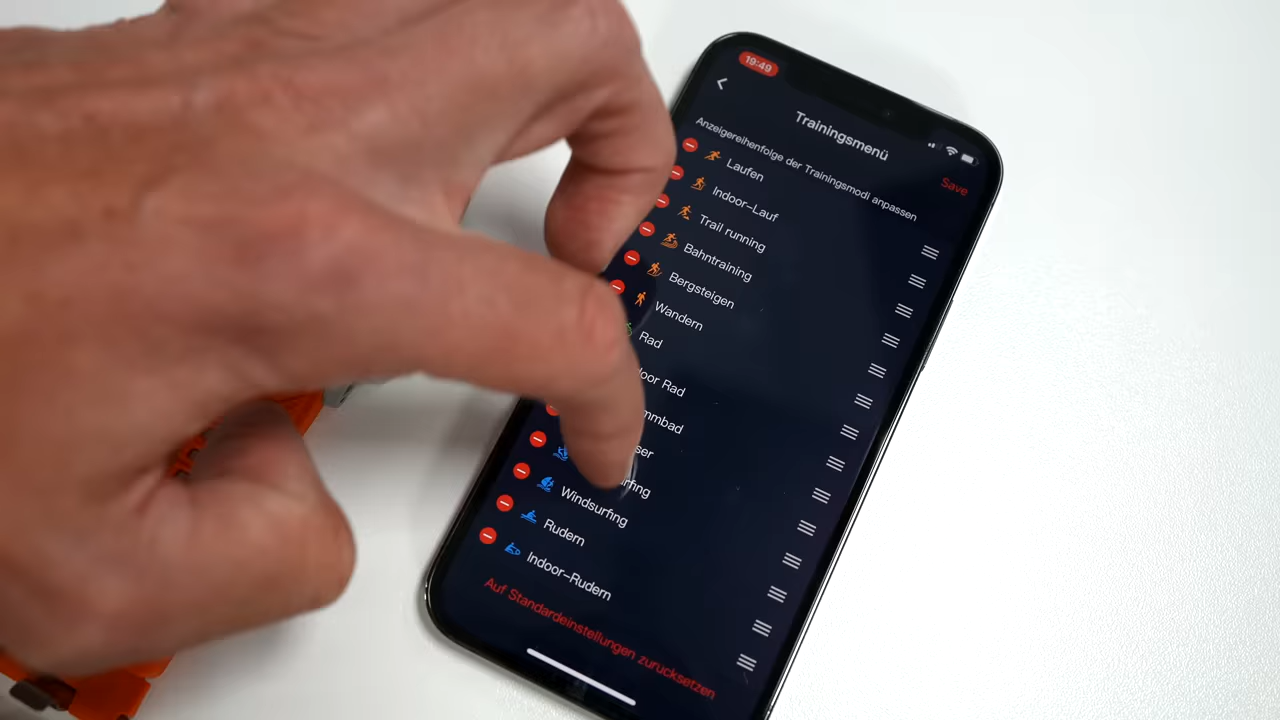 19:49
Trainingsmenü
Save
Anzeigereihenfolge der Trainingsmodi anpassen
Laufen
Indoor-Lauf
Trail running
Bahntraining
Bergsteigen
Wandern
Rad
Rad
Windsurfing
Rudern
Indoor-Rudern
Auf Standardeinstellungen zurücksetzen